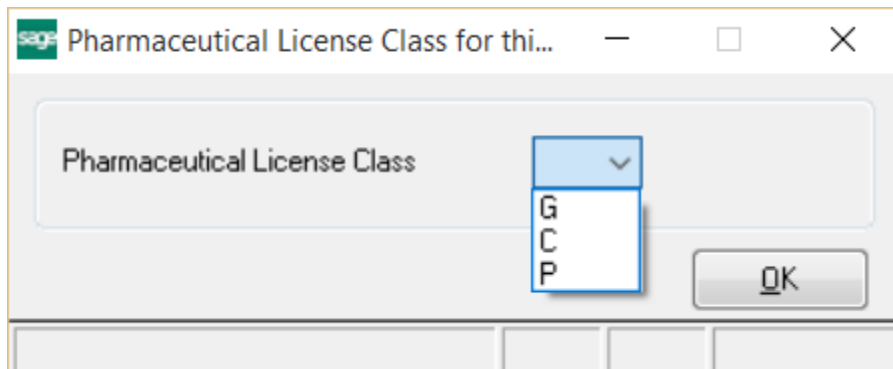 sage Pharmaceutical License Class for thi...
Pharmaceutical License Class
G
C
P
OK